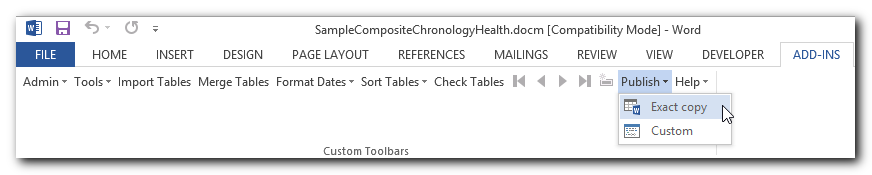 SampleCompositeChronologyHealth.docm [Compatibility Mode] - Word
FILE HOME INSERT DESIGN PAGE LAYOUT REFERENCES MAILINGS REVIEW VIEW DEVELOPER ADD-INS
Admin Tools Import Tables Merge Tables Format Dates Sort Tables Check Tables Publish Help
Exact copy
Custom
Custom Toolbars